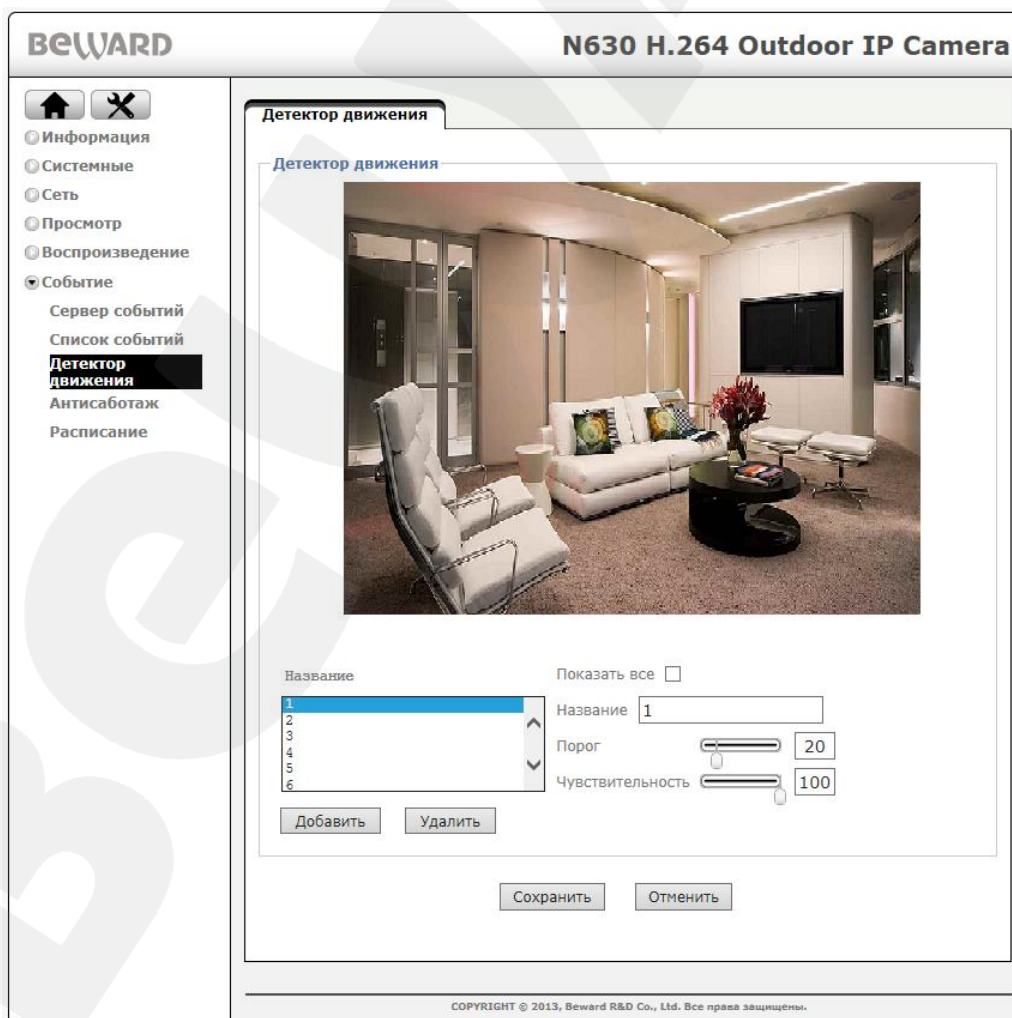 BEWARD
N630 H.264 Outdoor IP Camera
Информация
Системные
Сеть
Просмотр
Воспроизведение
Событие
Сервер событий
Список событий
Детектор
движения
Антисаботаж
Расписание
Детектор движения
Детектор движения
Название
1
2
3
4
5
6
Показать все
Название 1
Порог 20
Чувствительность 100
Добавить Удалить
Сохранить Отменить
COPYRIGHT © 2013, Beward R&D Co., Ltd. Все права защищены.